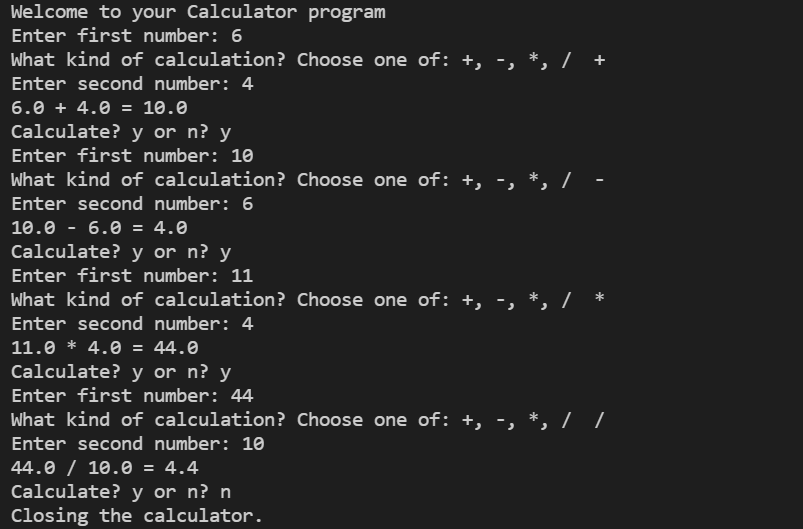 Welcome to your Calculator program
Enter first number: 6
What kind of calculation? Choose one of: +, -, *, /  +
Enter second number: 4
6.0 + 4.0 = 10.0
Calculate? y or n? y
Enter first number: 10
What kind of calculation? Choose one of: +, -, *, /  -
Enter second number: 6
10.0 - 6.0 = 4.0
Calculate? y or n? y
Enter first number: 11
What kind of calculation? Choose one of: +, -, *, /  *
Enter second number: 4
11.0 * 4.0 = 44.0
Calculate? y or n? y
Enter first number: 44
What kind of calculation? Choose one of: +, -, *, /  /
Enter second number: 10
44.0 / 10.0 = 4.4
Calculate? y or n? n
Closing the calculator.